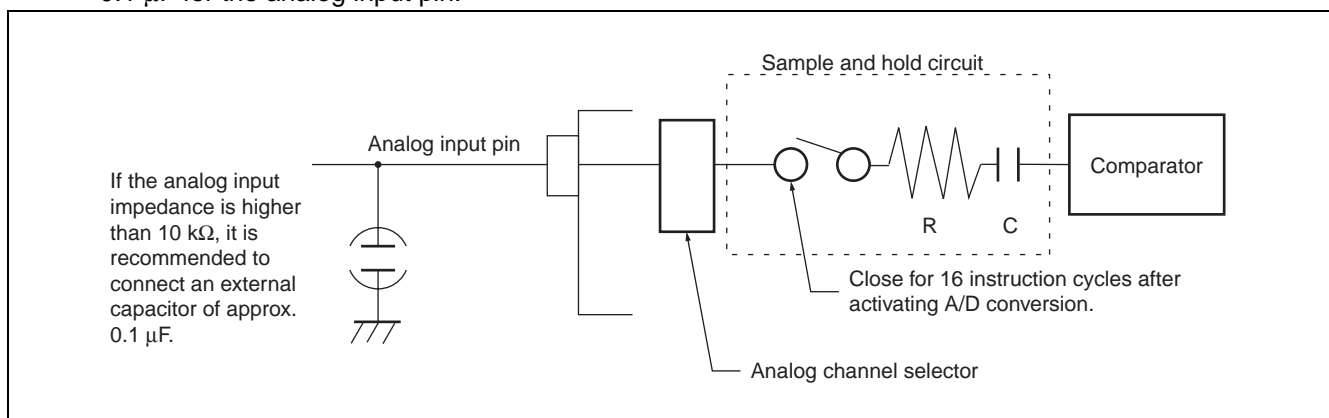 0.1 μF for the analog input pin.
Sample and hold circuit
Analog input pin
Comparator
If the analog input
impedance is higher
than 10 kΩ, it is
recommended to
connect an external
capacitor of approx.
0.1 μF.
R
C
Close for 16 instruction cycles after
activating A/D conversion.
Analog channel selector